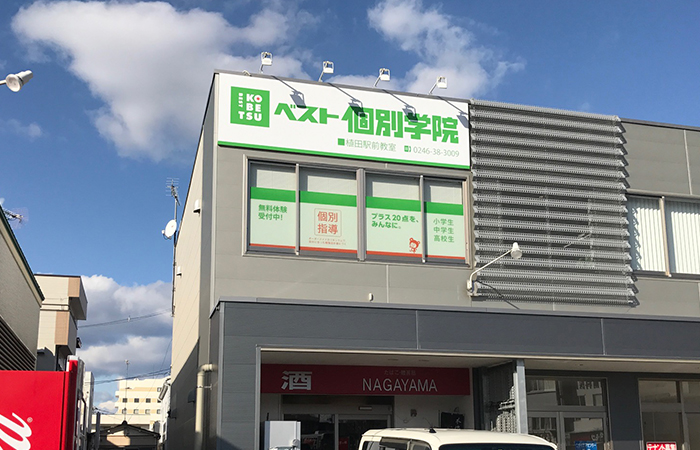 BEST
KO
BE
TSU
ベスト 個別学院
■植田駅前教室
0246-38-3009
無料体験
受付中!
個別
指導
プラス20点を、
みんなに。
小学生
中学生
高校生
酒
NAGAYAMA